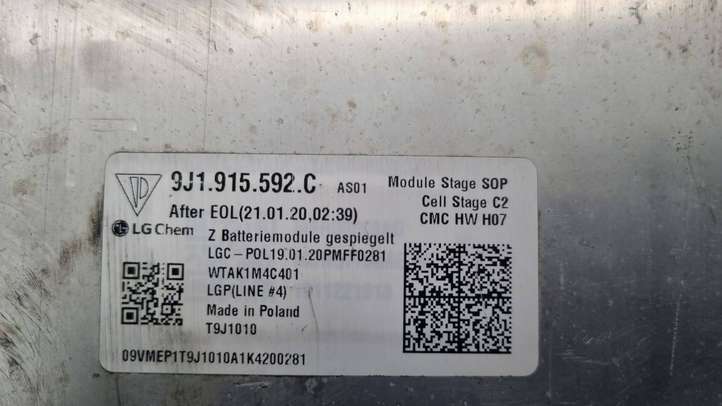 9J1.915.592.C AS01
Module Stage SOP
Cell Stage C2
CMC HW H07
After EOL(21.01.20,02:39)
LG Chem
Z Batteriemodule gespiegelt
LGC-POL19.01.20PMFF0281
WTAK1M4C401
LGP(LINE #4)
Made in Poland
T9J1010
09VMEP1T9J1010A1K4200281